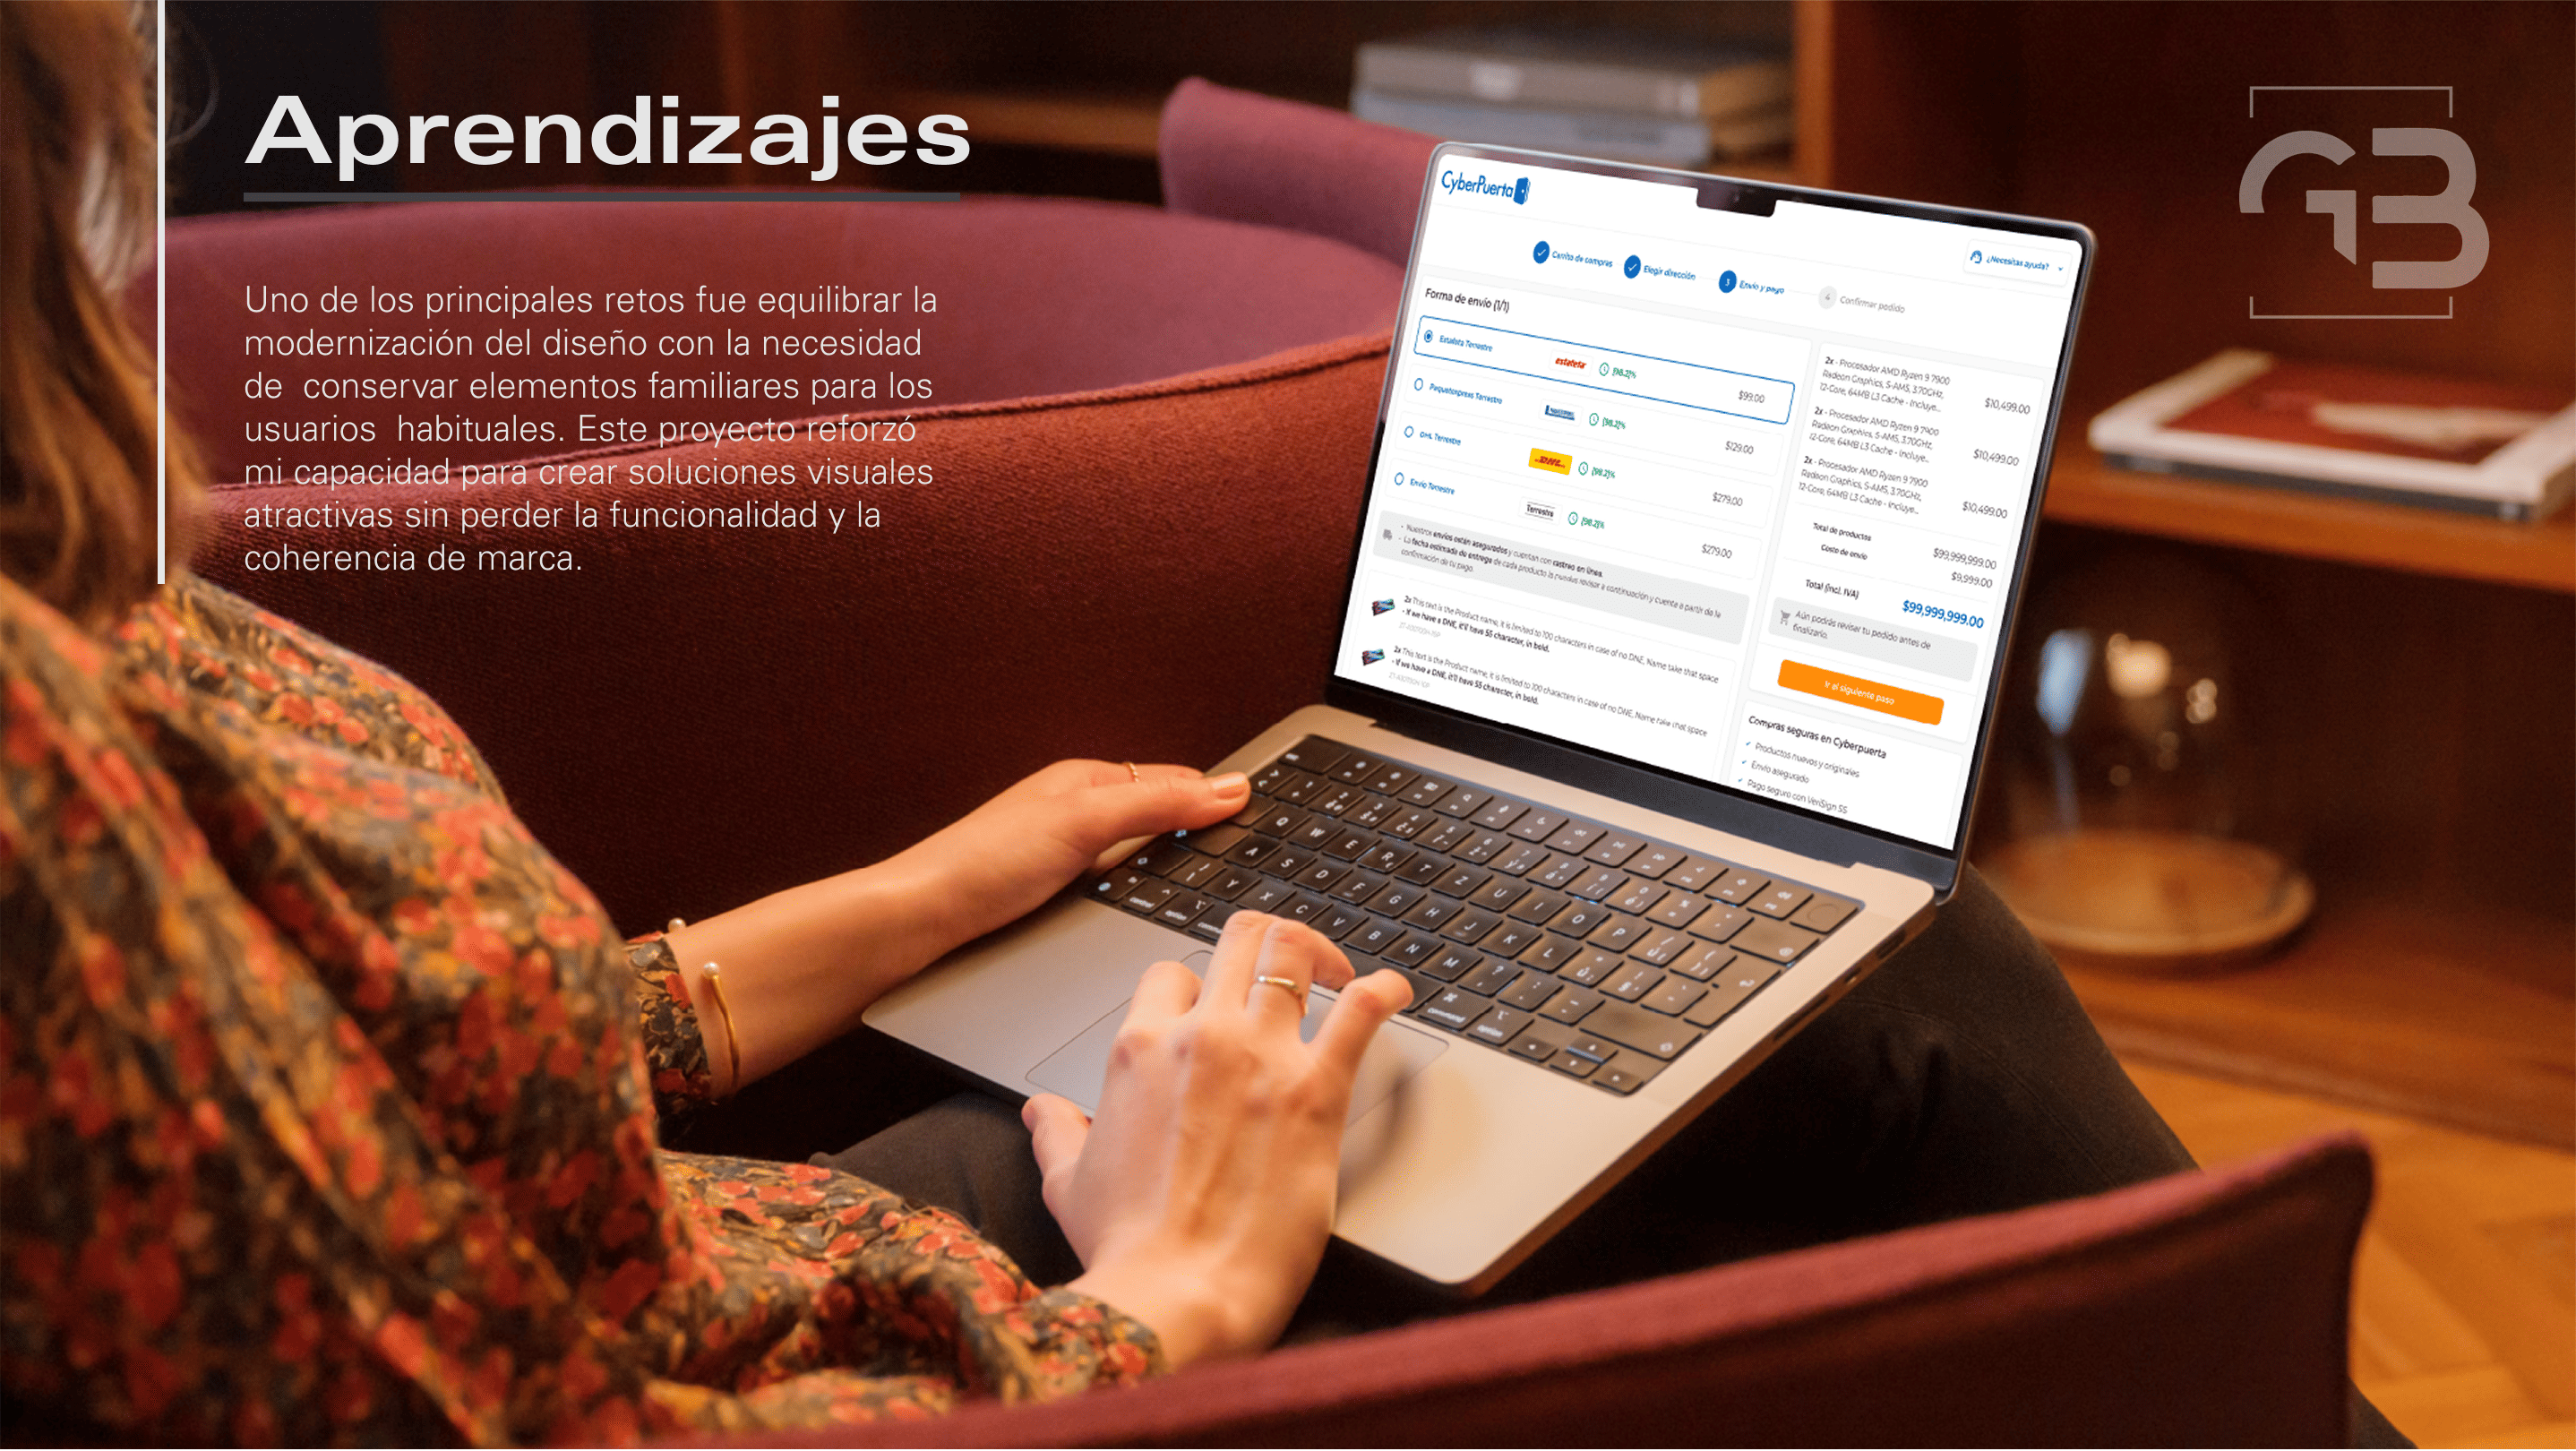 Aprendizajes
Uno de los principales retos fue equilibrar la
modernización del diseño con la necesidad
de  conservar elementos familiares para los
usuarios  habituales. Este proyecto reforzó
mi capacidad para crear soluciones visuales
atractivas sin perder la funcionalidad y la
coherencia de marca.
GB
CyberPuerta
¿Necesitas ayuda?
Carrito de compras
Elegir dirección
3 Envío y pago
4 Confirmar pedido
Forma de envío (1/1)
Estafeta Terrestre estafeta (98.2)% $99.00
Paquetexpress Terrestre (98.2)% $129.00
DHL Terrestre DHL (98.2)% $279.00
Envío Terrestre Terrestre (98.2)% $279.00
- Nuestros envíos están asegurados y cuentan con rastreo en línea.
- La fecha estimada de entrega de cada producto la puedes revisar a continuación y cuenta a partir de la
confirmación de tu pago.
2x This text is the Product name, it is limited to 100 characters in case of no DNE, Name take that space
- If we have a DNE, it'll have 55 character, in bold.
2x This text is the Product name, it is limited to 100 characters in case of no DNE, Name take that space
- If we have a DNE, it'll have 55 character, in bold.
2x - Procesador AMD Ryzen 9 7900
Radeon Graphics, S-AM5, 3.70GHz,
12-Core, 64MB L3 Cache - Incluye...
$10,499.00
2x - Procesador AMD Ryzen 9 7900
Radeon Graphics, S-AM5, 3.70GHz,
12-Core, 64MB L3 Cache - Incluye...
$10,499.00
2x - Procesador AMD Ryzen 9 7900
Radeon Graphics, S-AM5, 3.70GHz,
12-Core, 64MB L3 Cache - Incluye...
$10,499.00
Total de productos $99,999,999.00
Costo de envío $9,999.00
Total (incl. IVA) $99,999,999.00
Aún podrás revisar tu pedido antes de
finalizarlo.
Ir al siguiente paso
Compras seguras en Cyberpuerta
Productos nuevos y originales
Envío asegurado
Pago seguro con VeriSign SS
Q W E R T Z U I O P
A S D F G H J K L
Y X C V B N M
control option command
command option